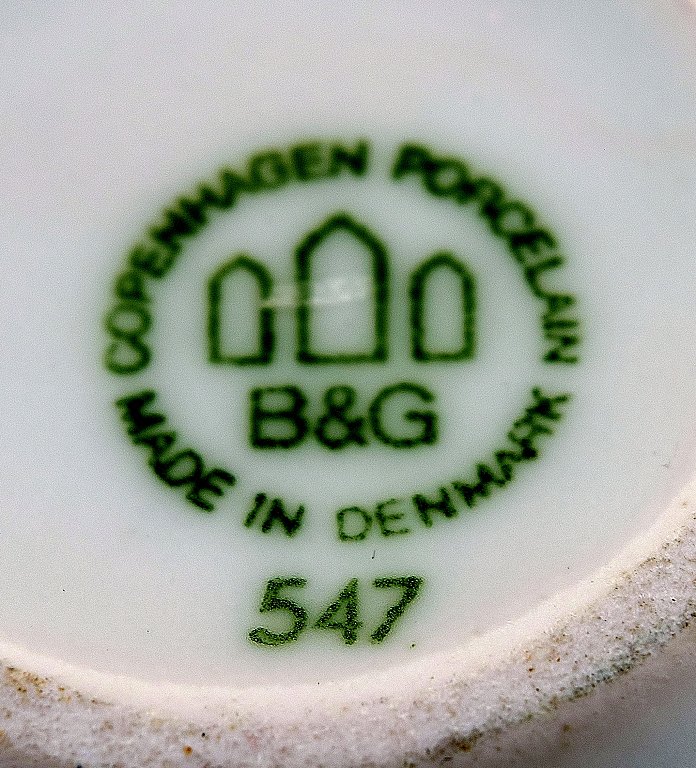 COPENHAGEN PORCELAIN
B&G
MADE IN DENMARK
547